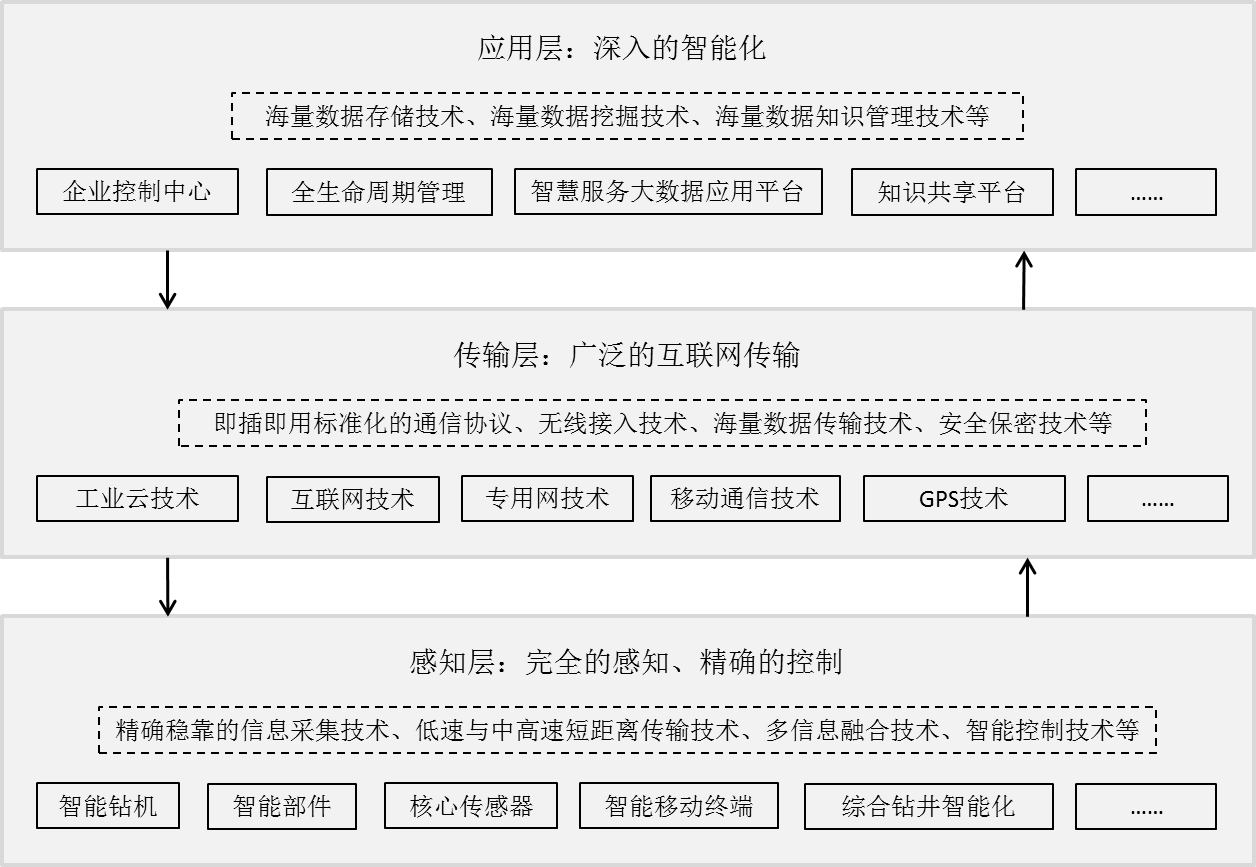 应用层：深入的智能化
海量数据存储技术、海量数据挖掘技术、海量数据知识管理技术等
企业控制中心
全生命周期管理
智慧服务大数据应用平台
知识共享平台
……
传输层：广泛的互联网传输
即插即用标准化的通信协议、无线接入技术、海量数据传输技术、安全保密技术等
工业云技术
互联网技术
专用网技术
移动通信技术
GPS技术
……
感知层：完全的感知、精确的控制
精确稳靠的信息采集技术、低速与中高速短距离传输技术、多信息融合技术、智能控制技术等
智能钻机
智能部件
核心传感器
智能移动终端
综合钻井智能化
……